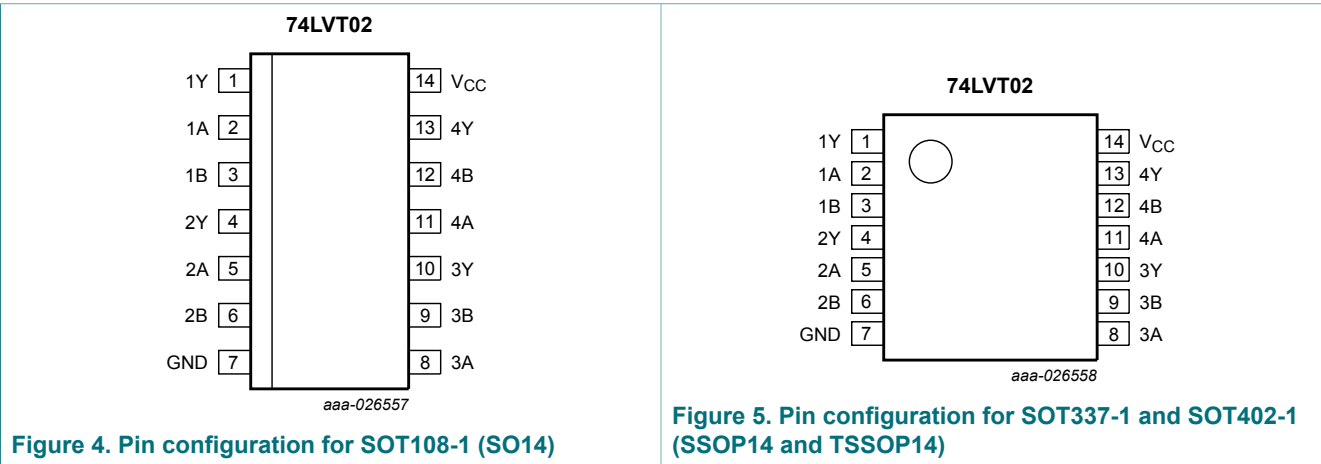 74LVT02
1Y 1 14 VCC
1A 2 13 4Y
1B 3 12 4B
2Y 4 11 4A
2A 5 10 3Y
2B 6 9 3B
GND 7 8 3A
aaa-026557
Figure 4. Pin configuration for SOT108-1 (SO14)
74LVT02
1Y 1 14 VCC
1A 2 13 4Y
1B 3 12 4B
2Y 4 11 4A
2A 5 10 3Y
2B 6 9 3B
GND 7 8 3A
aaa-026558
Figure 5. Pin configuration for SOT337-1 and SOT402-1
(SSOP14 and TSSOP14)